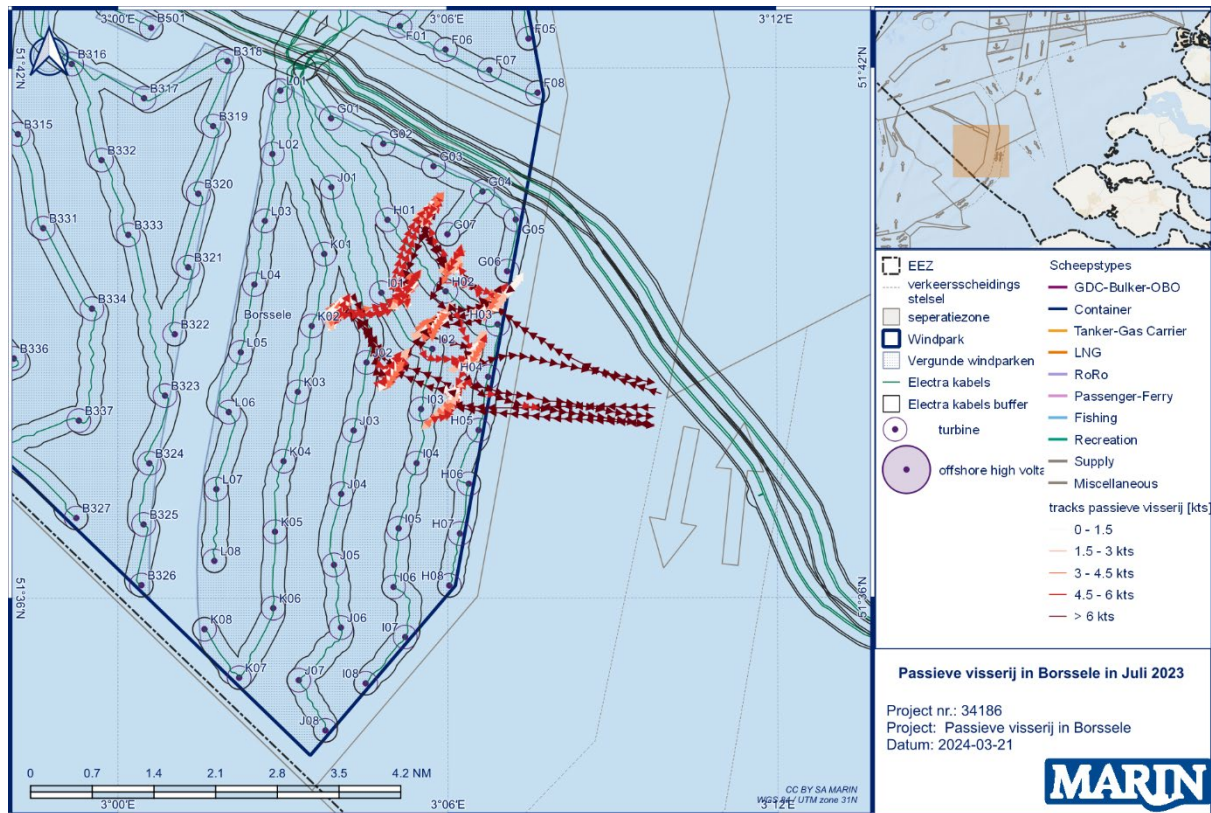 3°00'E
3°06'E
3°12'E
B501
F01
F05
F06
F07
F08
B316
B318
B317
L01
51°42'N
51°42'N
B315
B319
G01
G02
B332
L02
G03
B320
J01
G04
B331
B333
L03
H01
G07
G05
K01
B321
L04
I01
H02
G06
B334
Borssele
K02
H03
B322
I02
B336
L05
J02
H04
B323
K03
L06
I03
B337
J03
H05
B324
K04
I04
L07
J04
H06
B327
B325
K05
I05
H07
L08
J05
B326
I06
H08
51°36'N
51°36'N
K06
K08
J06
I07
K07
J07
I08
J08
0 0.7 1.4 2.1 2.8 3.5 4.2 NM
CC BY SA MARIN
WGS 84 / UTM zone 31N
3°00'E
3°06'E
3°12'E
EEZ
verkeersscheidings
stelsel
seperatiezone
Windpark
Vergunde windparken
Electra kabels
Electra kabels buffer
turbine
offshore high volta
Scheepstypes
GDC-Bulker-OBO
Container
Tanker-Gas Carrier
LNG
RoRo
Passenger-Ferry
Fishing
Recreation
Supply
Miscellaneous
tracks passieve visserij [kts]
0 - 1.5
1.5 - 3 kts
3 - 4.5 kts
4.5 - 6 kts
> 6 kts
Passieve visserij in Borssele in Juli 2023
Project nr.: 34186
Project: Passieve visserij in Borssele
Datum: 2024-03-21
MARIN